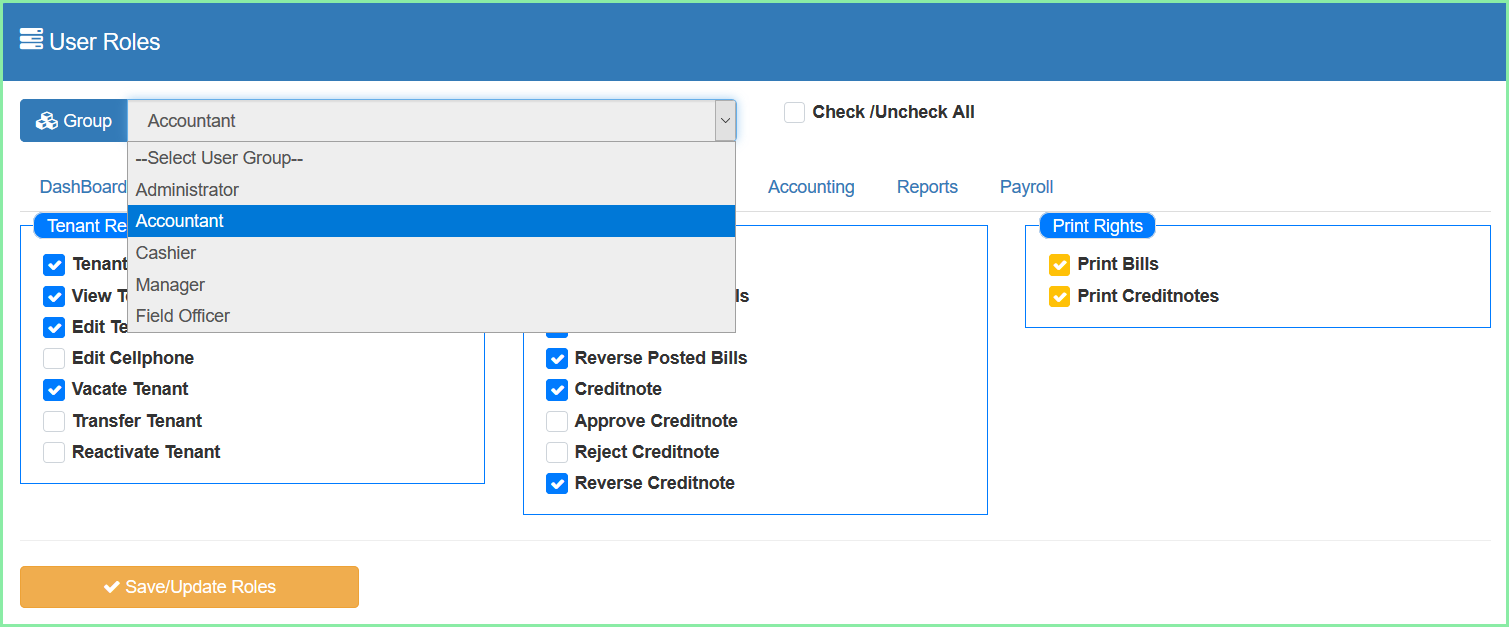 User Roles
Group
Accountant
Check /Uncheck All
--Select User Group--
Administrator
Accountant
Cashier
Manager
Field Officer
DashBoard
Accounting
Reports
Payroll
Tenant Re
Tenant
View T
Edit Te
Edit Cellphone
Vacate Tenant
Transfer Tenant
Reactivate Tenant
ls
Reverse Posted Bills
Creditnote
Approve Creditnote
Reject Creditnote
Reverse Creditnote
Print Rights
Print Bills
Print Creditnotes
Save/Update Roles